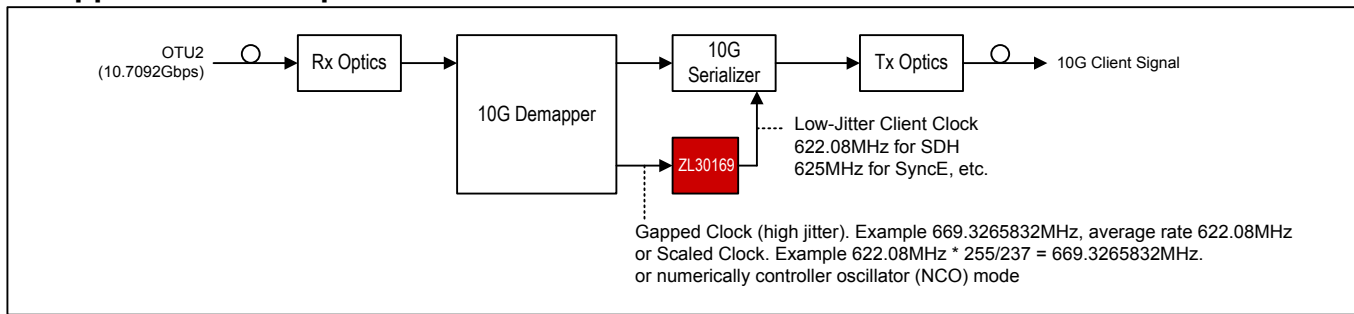 OTU2
(10.7092Gbps)
Rx Optics
10G Demapper
10G
Serializer
Tx Optics
10G Client Signal
ZL30169
Low-Jitter Client Clock
622.08MHz for SDH
625MHz for SyncE, etc.
Gapped Clock (high jitter). Example 669.3265832MHz, average rate 622.08MHz
or Scaled Clock. Example 622.08MHz * 255/237 = 669.3265832MHz.
or numerically controller oscillator (NCO) mode